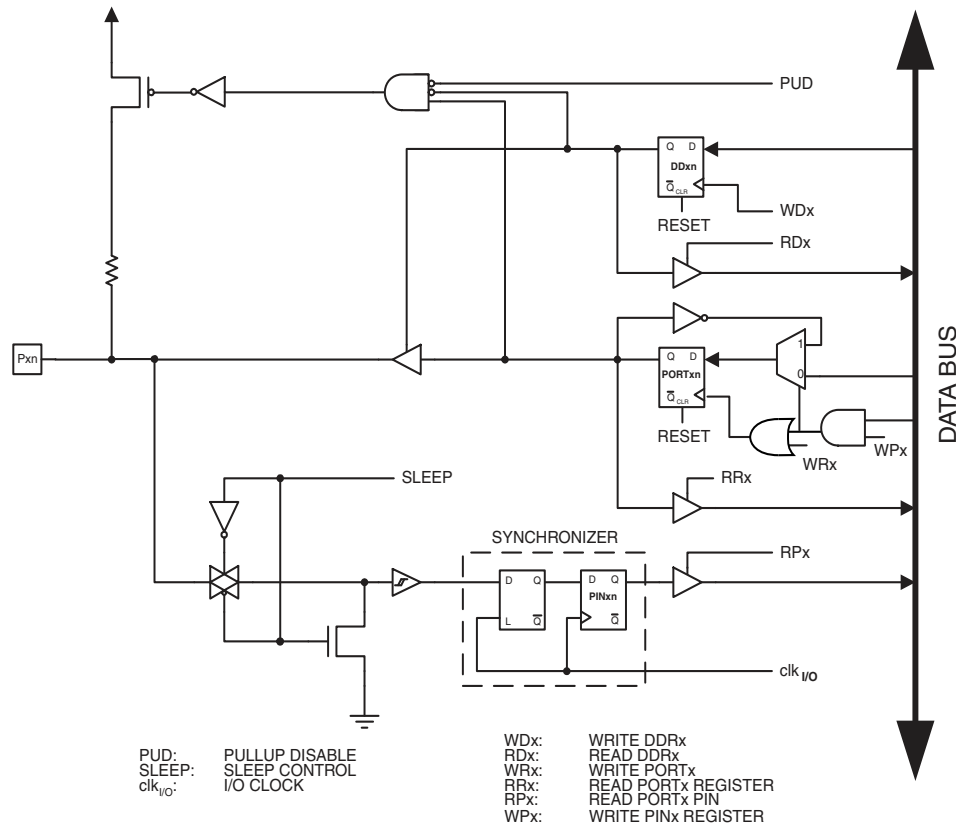 PUD
Q D
DDxn
Q CLR
WDx
RESET
RDx
Pxn
1
Q D
PORTxn
0
Q CLR
RESET
WRx
WPx
DATA BUS
SLEEP
RRx
SYNCHRONIZER
RPx
D Q
D Q
PINxn
L Q
Q
clk I/O
PUD: PULLUP DISABLE
SLEEP: SLEEP CONTROL
clkI/O: I/O CLOCK
WDx: WRITE DDRx
RDx: READ DDRx
WRx: WRITE PORTx
RRx: READ PORTx REGISTER
RPx: READ PORTx PIN
WPx: WRITE PINx REGISTER